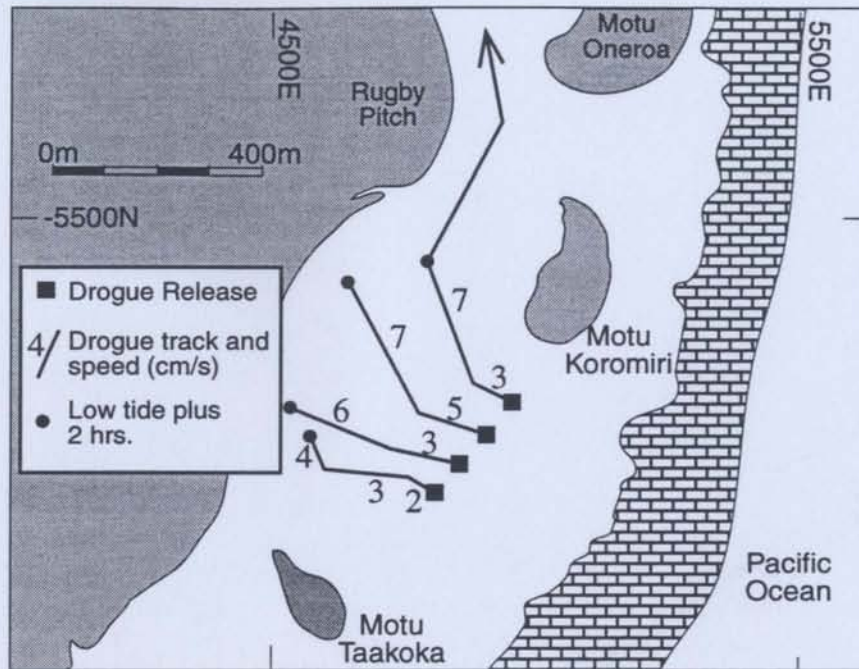 Motu
Oneroa
4500E
5500E
Rugby
Pitch
0m 400m
-5500N
Drogue Release
4 Drogue track and
speed (cm/s)
Low tide plus
2 hrs.
7
7
3
Motu
Koromiri
5
6
3
4
3
2
Motu
Taakoka
Pacific
Ocean